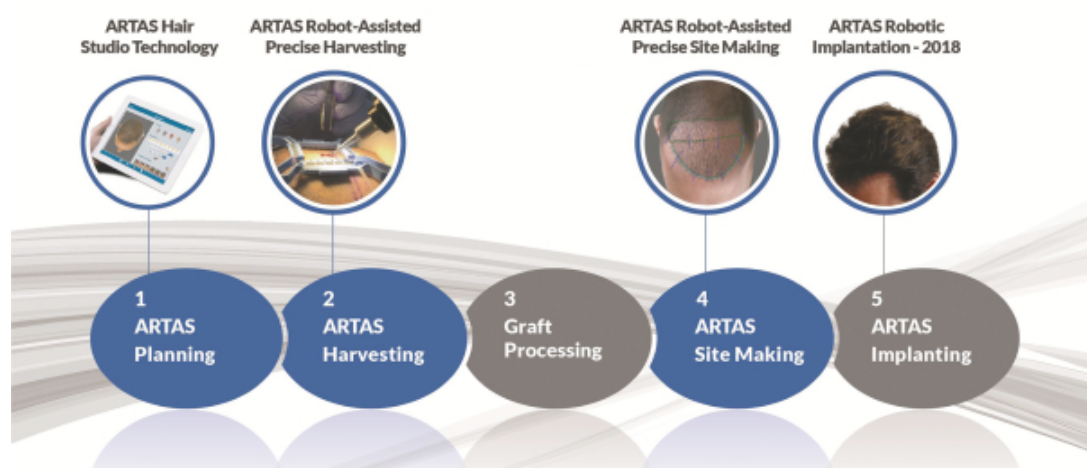 ARTAS Hair
Studio Technology
ARTAS Robot-Assisted
Precise Harvesting
ARTAS Robot-Assisted
Precise Site Making
ARTAS Robotic
Implantation - 2018
1
ARTAS
Planning
2
ARTAS
Harvesting
3
Graft
Processing
4
ARTAS
Site Making
5
ARTAS
Implanting